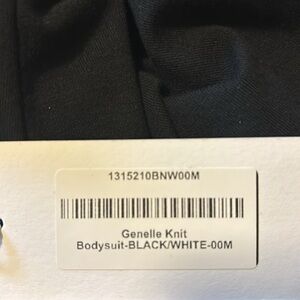 1315210BNW00M
Genelle Knit
Bodysuit-BLACK/WHITE-00M